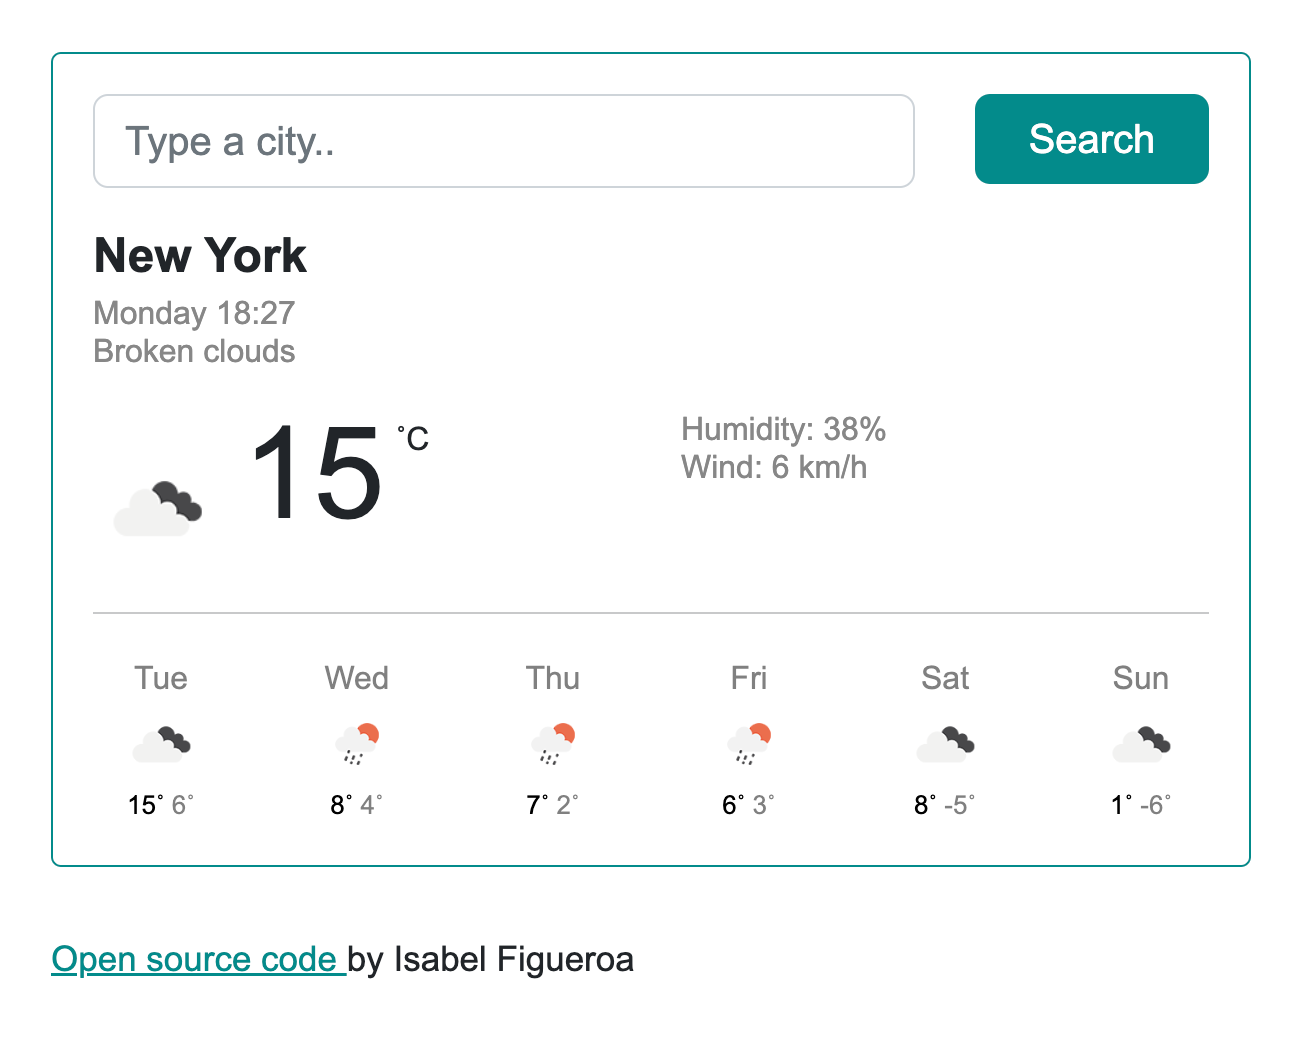 Type a city..
Search
New York
Monday 18:27
Broken clouds
15 °C
Humidity: 38%
Wind: 6 km/h
Tue Wed Thu Fri Sat Sun
15° 6° 8° 4° 7° 2° 6° 3° 8° -5° 1° -6°
Open source code by Isabel Figueroa